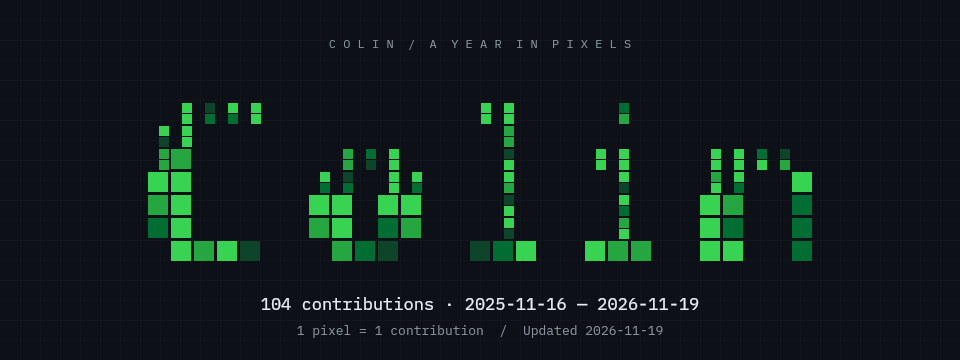 COLIN / A YEAR IN PIXELS
Colin
104 contributions · 2025-11-16 — 2026-11-19
1 pixel = 1 contribution / Updated 2026-11-19